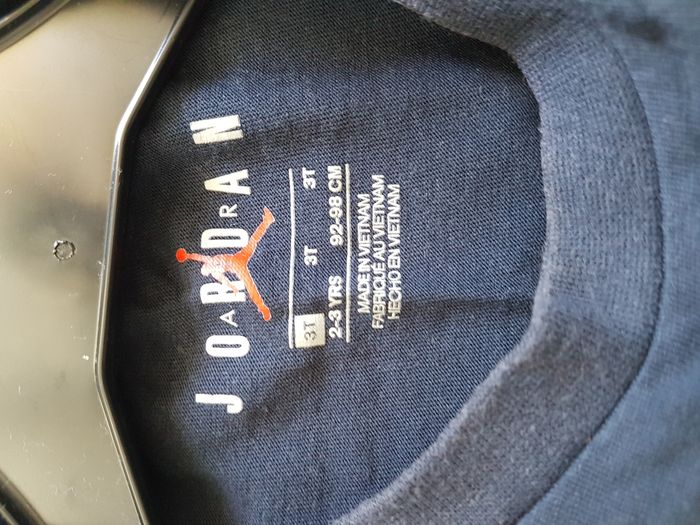 JORDAN
AIR
3T 3T 3T
2-3 YRS 92-98 CM
MADE IN VIETNAM
FABRIQUÉ AU VIETNAM
HECHO EN VIETNAM